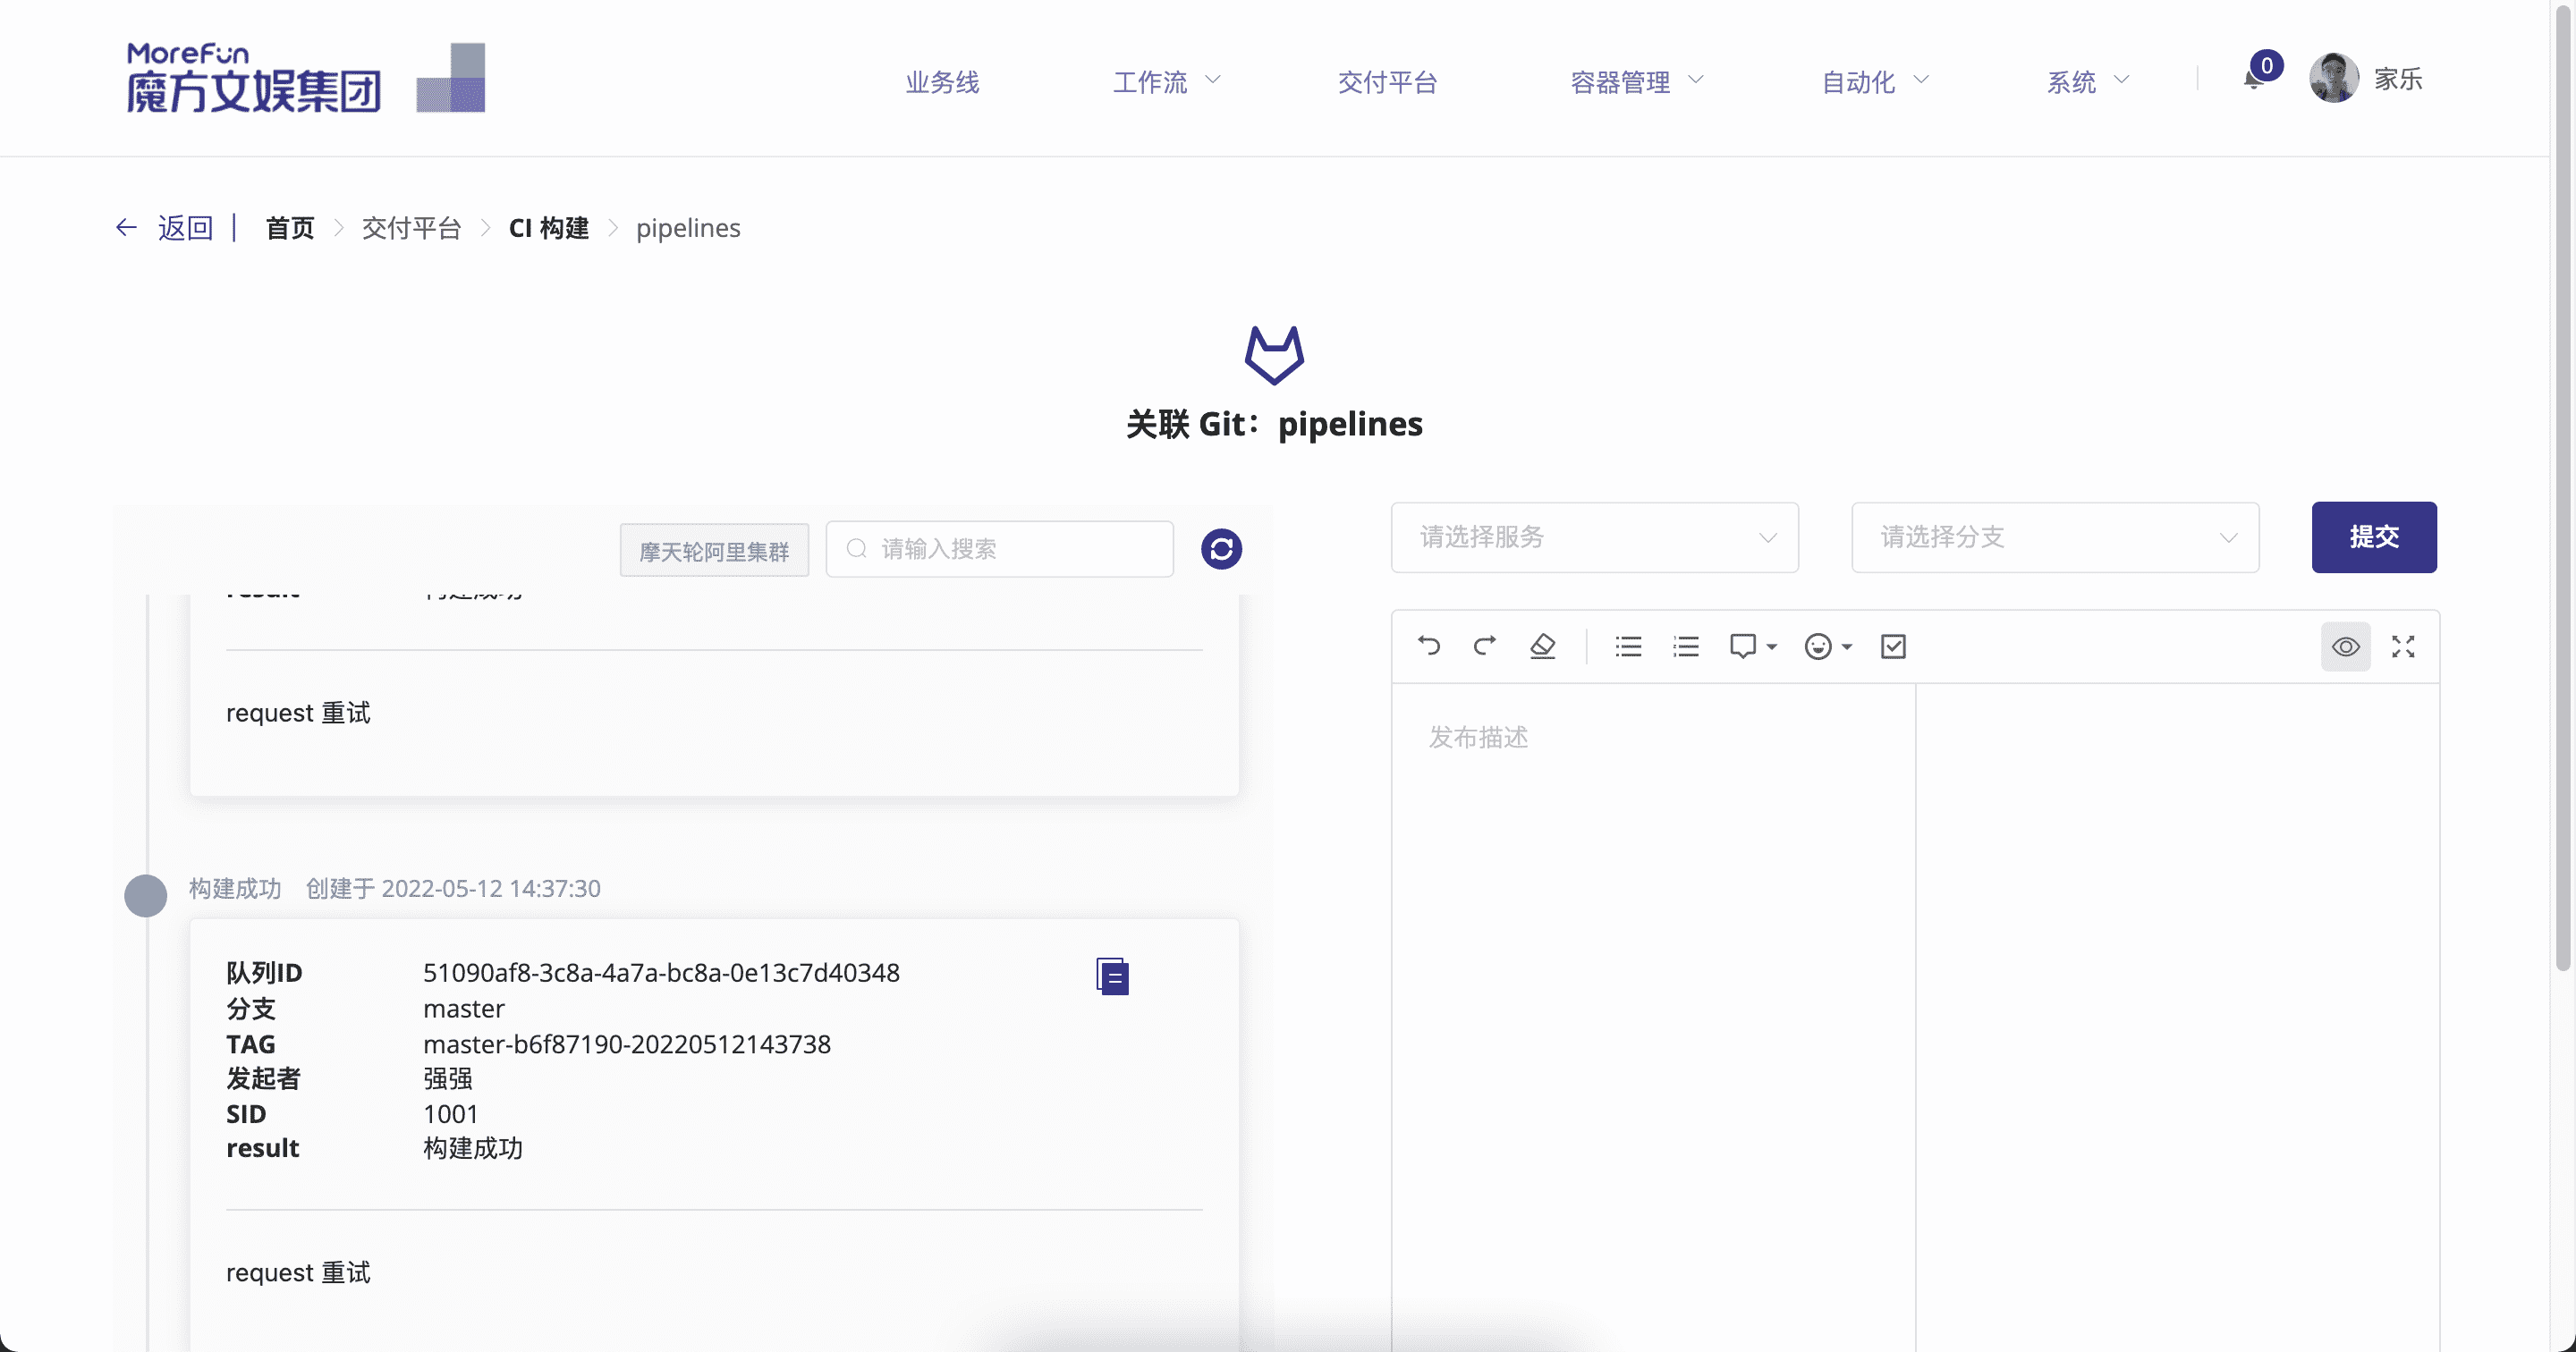 MoreFun
魔方文娱集团
业务线
工作流
交付平台
容器管理
自动化
系统
0
家乐
返回 | 首页 > 交付平台 > CI 构建 > pipelines
关联 Git：pipelines
摩天轮阿里集群
请输入搜索
请选择服务
请选择分支
提交
result 构建成功
request 重试
发布描述
构建成功 创建于 2022-05-12 14:37:30
队列ID 51090af8-3c8a-4a7a-bc8a-0e13c7d40348
分支 master
TAG master-b6f87190-20220512143738
发起者 强强
SID 1001
result 构建成功
request 重试